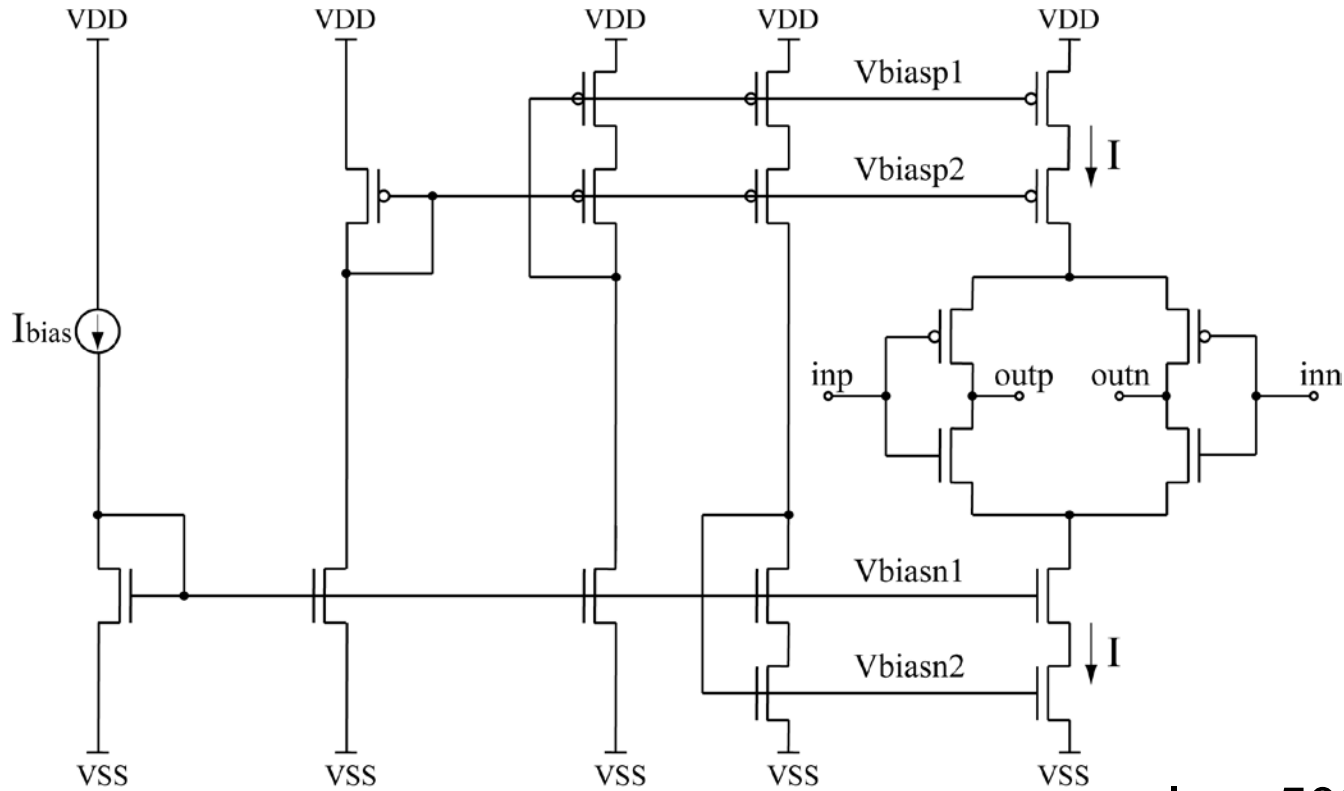 VDD VDD VDD VDD VDD
Vbiasp1
I
Vbiasp2
Ibias
inp outp outn inn
Vbiasn1
I
Vbiasn2
VSS VSS VSS VSS VSS